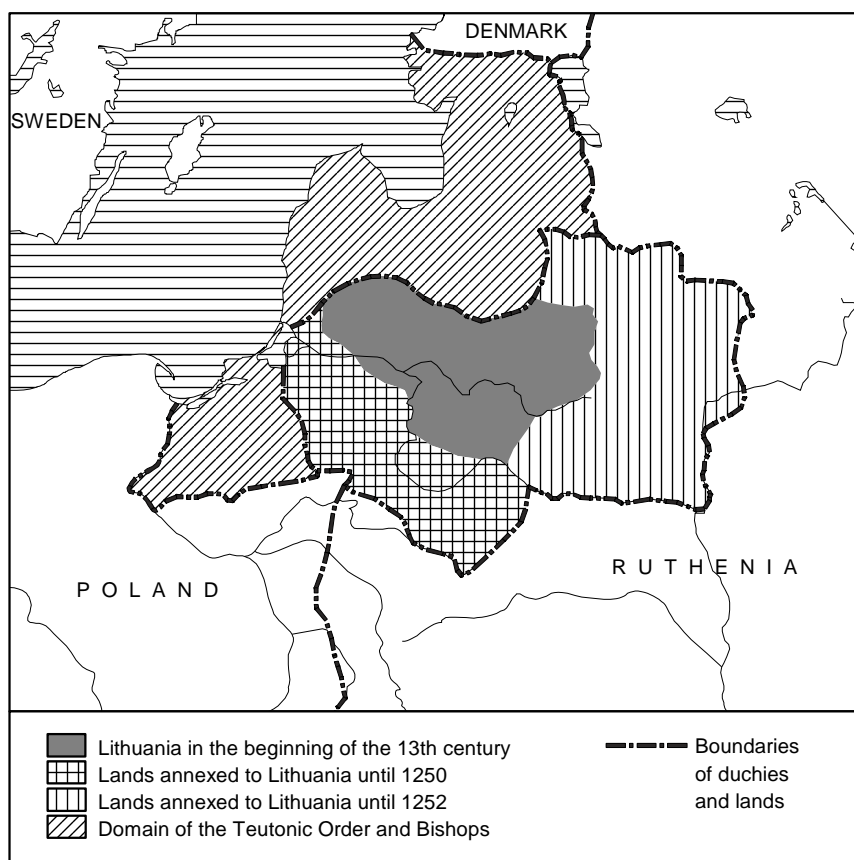 DENMARK
SWEDEN
RUTHENIA
POLAND
Lithuania in the beginning of the 13th century
Lands annexed to Lithuania until 1250
Lands annexed to Lithuania until 1252
Domain of the Teutonic Order and Bishops
Boundaries
of duchies
and lands